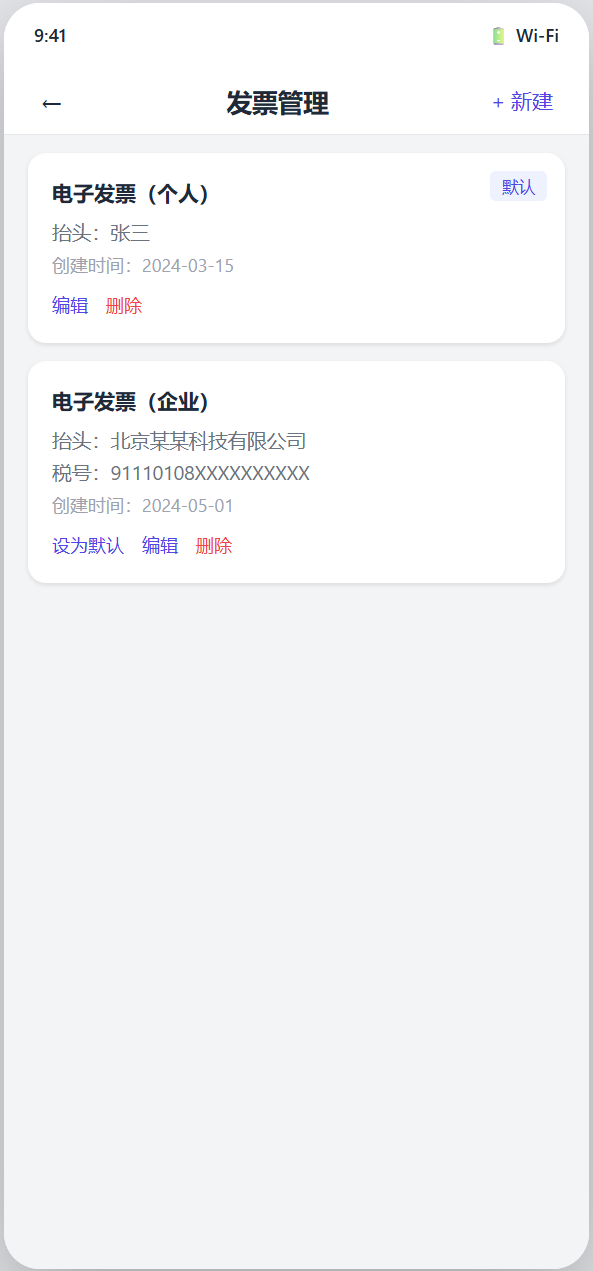 9:41 Wi-Fi
← 发票管理 + 新建
电子发票（个人） 默认
抬头：张三
创建时间：2024-03-15
编辑 删除
电子发票（企业）
抬头：北京某某科技有限公司
税号：91110108XXXXXXXXXX
创建时间：2024-05-01
设为默认 编辑 删除